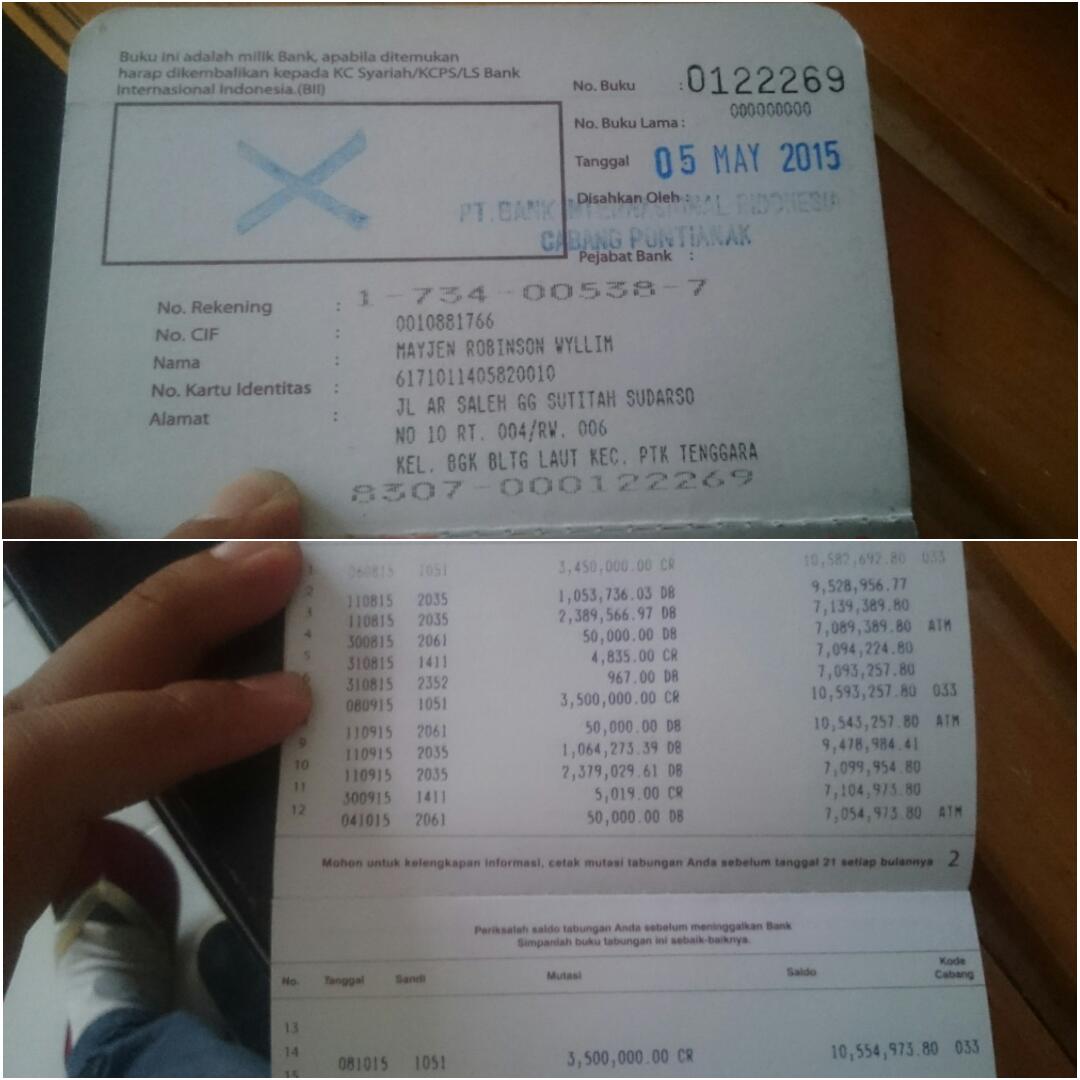 Buku ini adalah milik Bank, apabila ditemukan
harap dikembalikan kepada KC Syariah/KCPS/LS Bank
Internasional Indonesia.(BII)
No. Buku : 0122269
000000000
No. Buku Lama :
Tanggal 05 MAY 2015
Disahkan Oleh :
PT. BANK INTERNASIONAL INDONESIA
CABANG PONTIANAK
Pejabat Bank :
No. Rekening : 1-734-00538-7
No. CIF : 0010881766
Nama : MAYJEN ROBINSON WYLLIM
No. Kartu Identitas : 6171011405820010
Alamat : JL AR SALEH GG SUTITAH SUDARSO
NO 10 RT. 004/RW. 006
KEL. BGK BLTG LAUT KEC. PTK TENGGARA
8307-000122269
1 060815 1051 3,450,000.00 CR 10,582,692.80 033
2 110815 2035 1,053,736.03 DB 9,528,956.77
3 110815 2035 2,389,566.97 DB 7,139,389.80
4 300815 2061 50,000.00 DB 7,089,389.80 ATM
5 310815 1411 4,835.00 CR 7,094,224.80
6 310815 2352 967.00 DB 7,093,257.80
080915 1051 3,500,000.00 CR 10,593,257.80 033
110915 2061 50,000.00 DB 10,543,257.80 ATM
9 110915 2035 1,064,273.39 DB 9,478,984.41
10 110915 2035 2,379,029.61 DB 7,099,954.80
11 300915 1411 5,019.00 CR 7,104,973.80
12 041015 2061 50,000.00 DB 7,054,973.80 ATM
Mohon untuk kelengkapan informasi, cetak mutasi tabungan Anda sebelum tanggal 21 setiap bulannya 2
Periksalah saldo tabungan Anda sebelum meninggalkan Bank
Simpanlah buku tabungan ini sebaik-baiknya.
No. Tanggal Sandi Mutasi Saldo Kode Cabang
13
14 081015 1051 3,500,000.00 CR 10,554,973.80 033
15